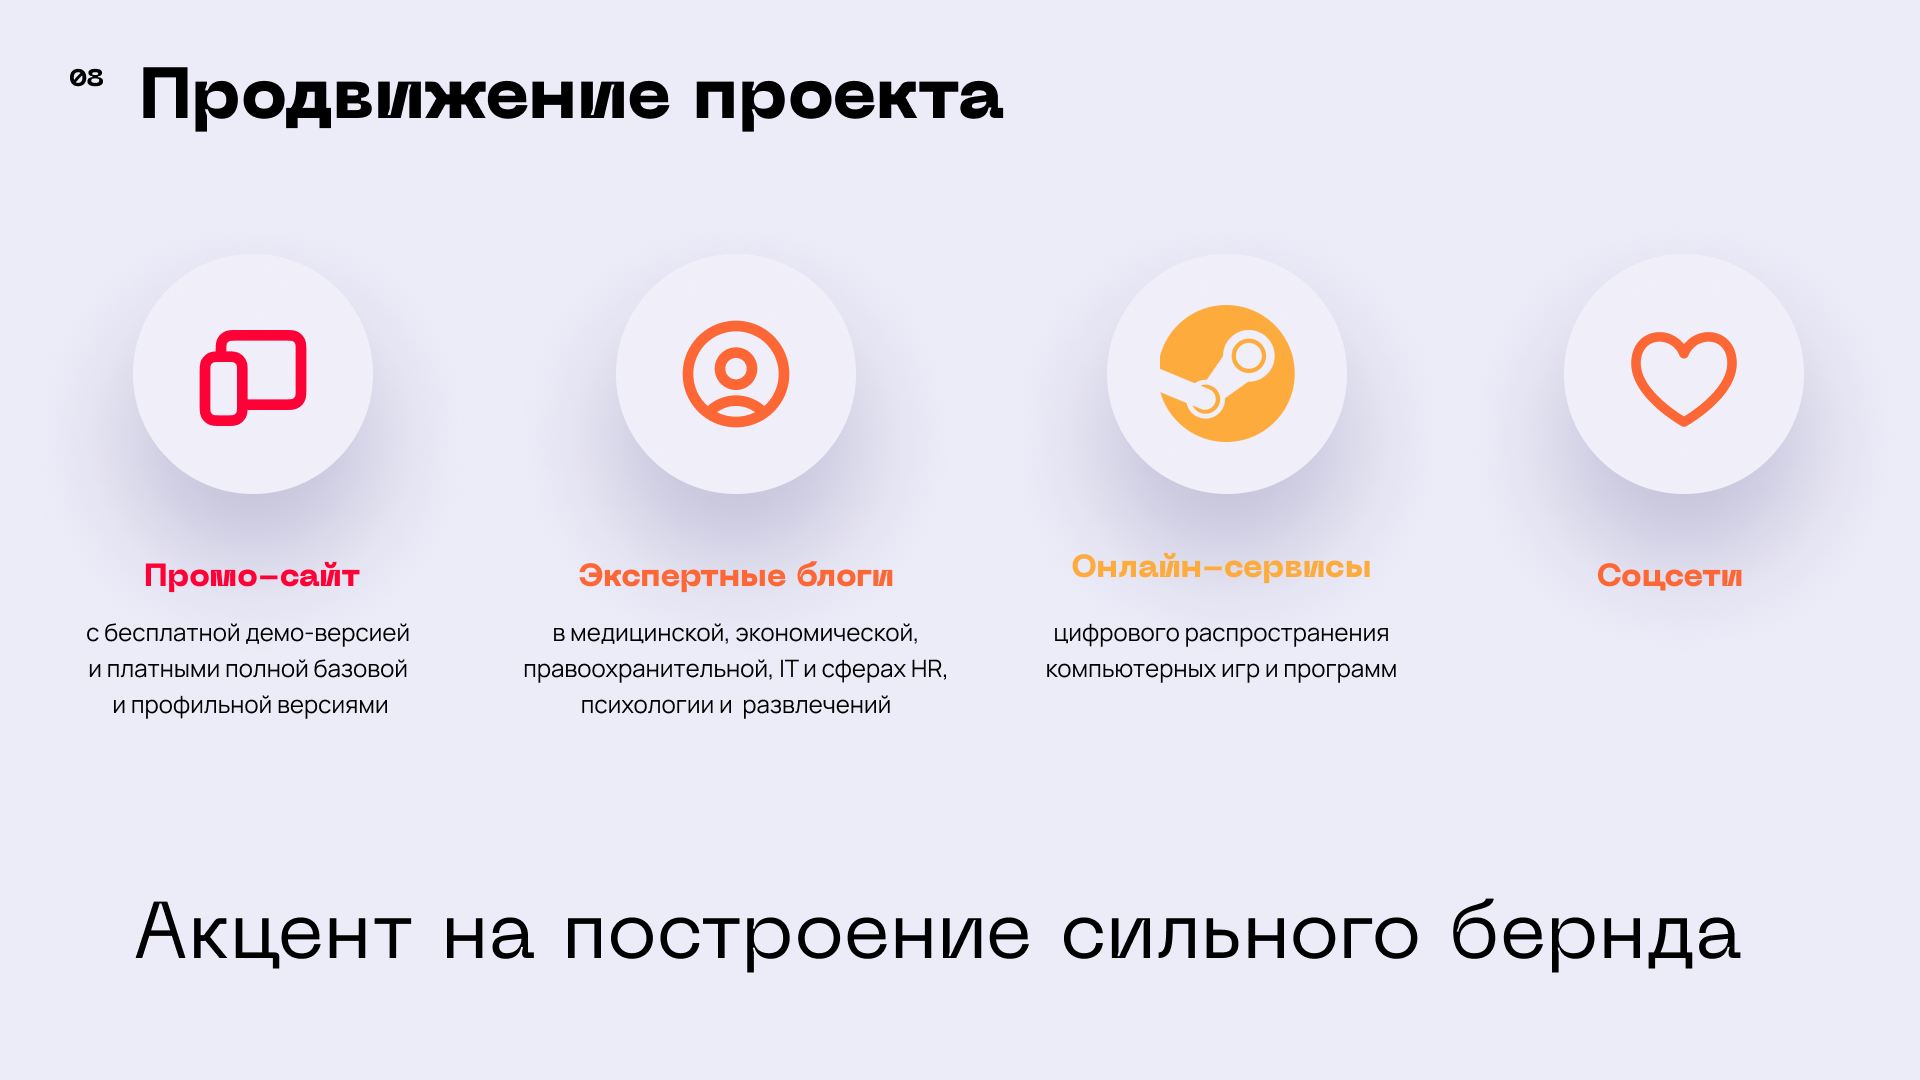 08
Продвижение проекта
Промо-сайт
с бесплатной демо-версией
и платными полной базовой
и профильной версиями
Экспертные блоги
в медицинской, экономической,
правоохранительной, IT и сферах HR,
психологии и развлечений
Онлайн-сервисы
цифрового распространения
компьютерных игр и программ
Соцсети
Акцент на построение сильного бернда